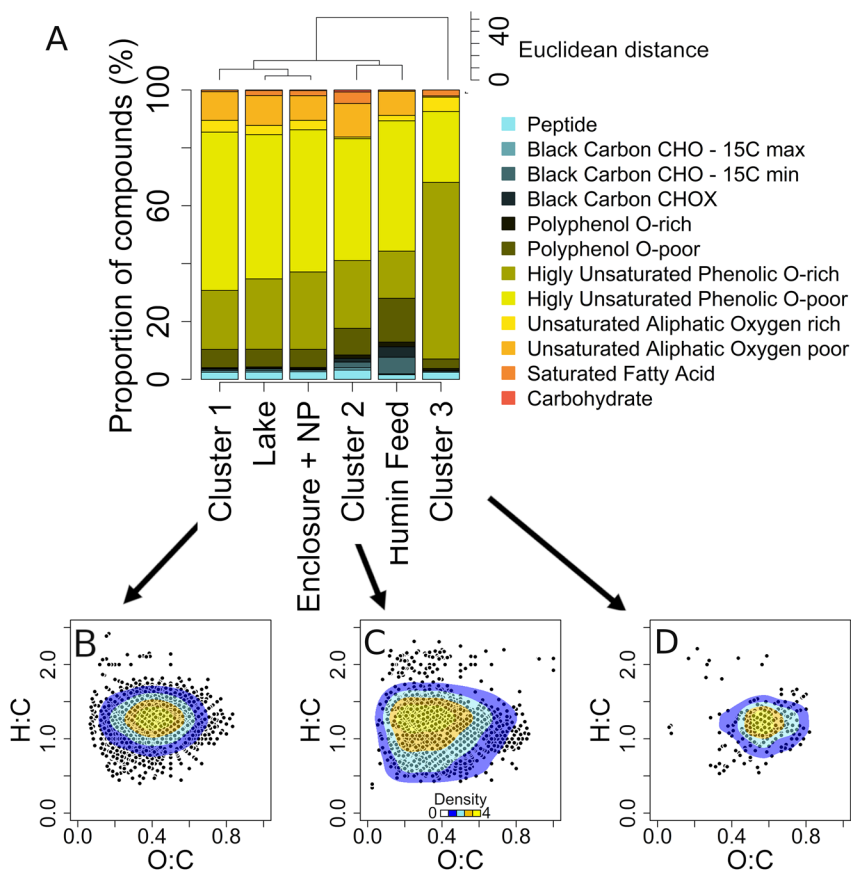 A
40
20
0
Euclidean distance
Proportion of compounds (%)
100
60
20
0
Peptide
Black Carbon CHO - 15C max
Black Carbon CHO - 15C min
Black Carbon CHOX
Polyphenol O-rich
Polyphenol O-poor
Higly Unsaturated Phenolic O-rich
Higly Unsaturated Phenolic O-poor
Unsaturated Aliphatic Oxygen rich
Unsaturated Aliphatic Oxygen poor
Saturated Fatty Acid
Carbohydrate
Cluster 1
Lake
Enclosure + NP
Cluster 2
Humin Feed
Cluster 3
B
H:C
2.0
1.0
0.0
0.0 0.4 0.8
O:C
C
H:C
2.0
1.0
0.0
Density
0 4
0.0 0.4 0.8
O:C
D
H:C
2.0
1.0
0.0
0.0 0.4 0.8
O:C